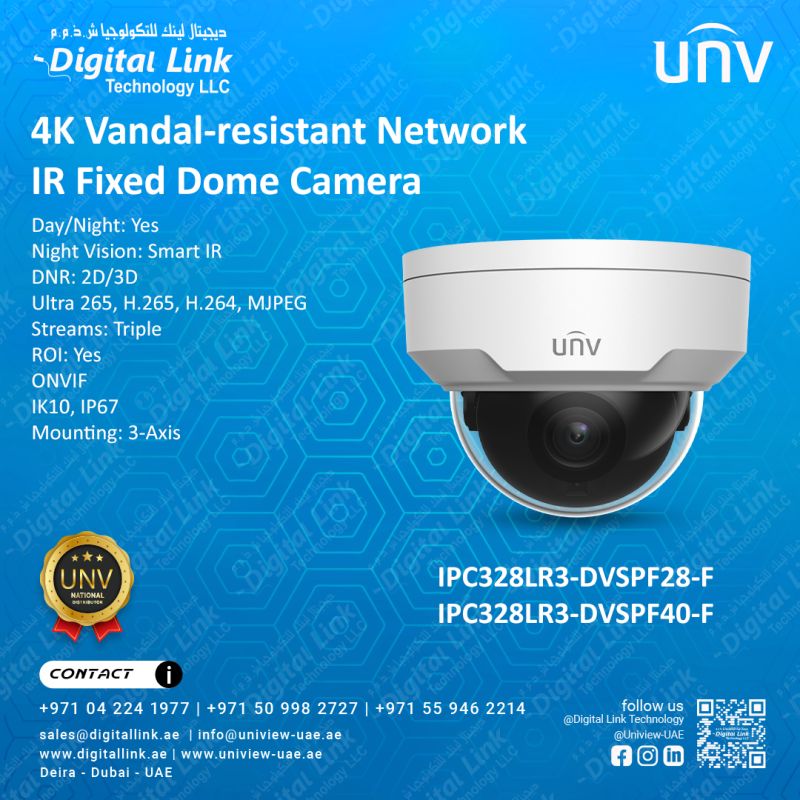 ديجيتال لينك للتكنولوجيا ش.ذ.م.م
Digital Link
Technology LLC
unv
4K Vandal-resistant Network
IR Fixed Dome Camera
Day/Night: Yes
Night Vision: Smart IR
DNR: 2D/3D
Ultra 265, H.265, H.264, MJPEG
Streams: Triple
ROI: Yes
ONVIF
IK10, IP67
Mounting: 3-Axis
unv
UNV
NATIONAL
DISTRIBUTOR
IPC328LR3-DVSPF28-F
IPC328LR3-DVSPF40-F
CONTACT i
+971 04 224 1977 | +971 50 998 2727 | +971 55 946 2214
sales@digitallink.ae | info@uniview-uae.ae
www.digitallink.ae | www.uniview-uae.ae
Deira - Dubai - UAE
follow us
@Digital Link Technology
@Uniview-UAE